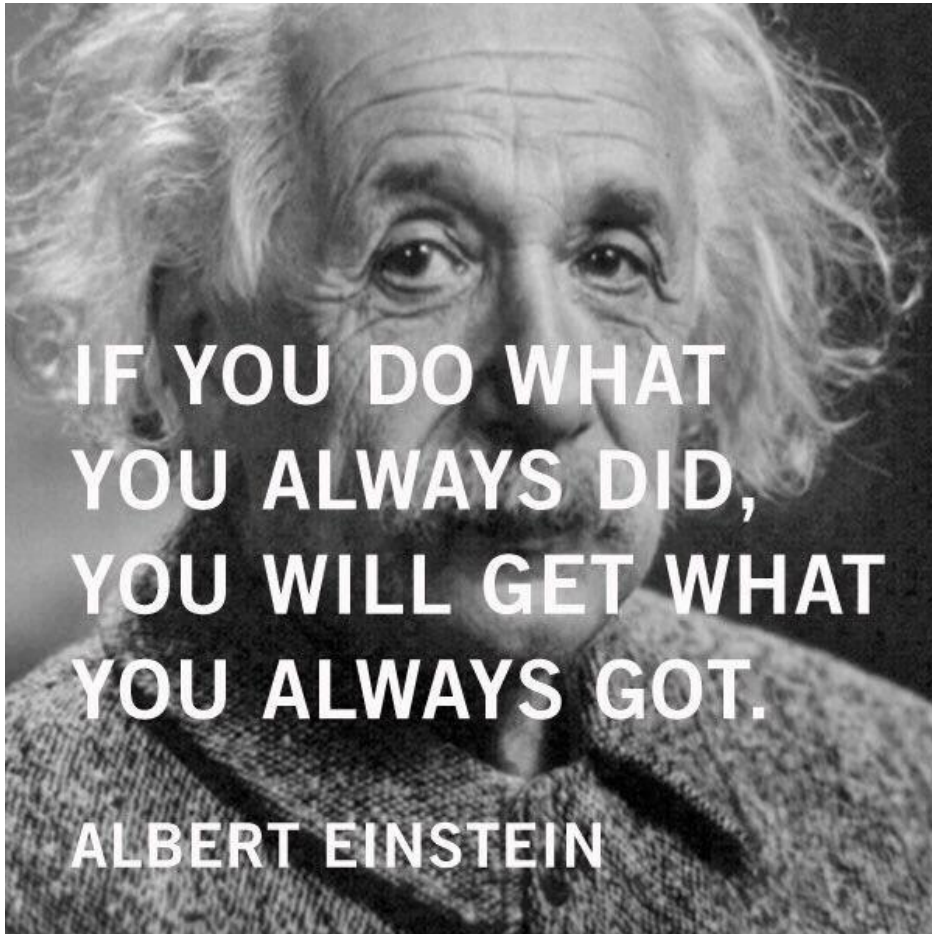 IF YOU DO WHAT
YOU ALWAYS DID,
YOU WILL GET WHAT
YOU ALWAYS GOT.
ALBERT EINSTEIN